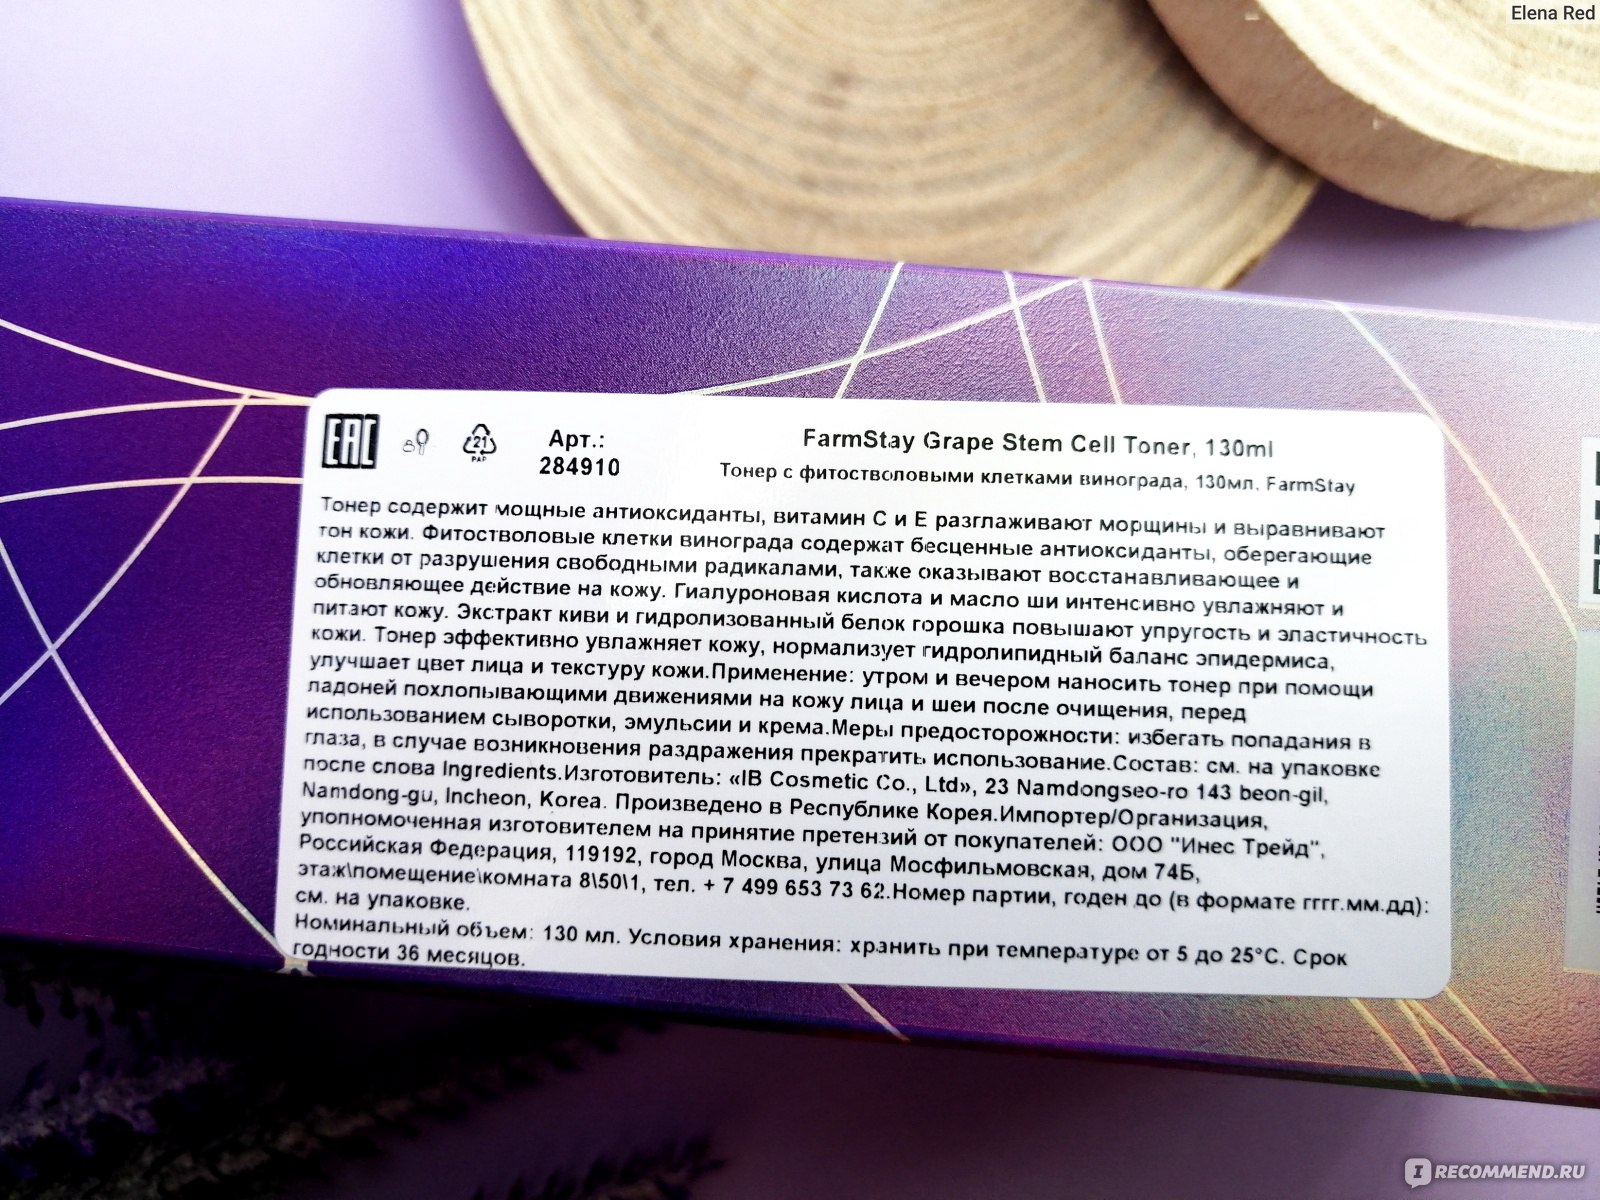 Elena Red
EAC
21
PAP
Арт.:
284910
FarmStay Grape Stem Cell Toner, 130ml
Тонер с фитостволовыми клетками винограда, 130мл. FarmStay
Тонер содержит мощные антиоксиданты, витамин С и Е разглаживают морщины и выравнивают
тон кожи. Фитостволовые клетки винограда содержат бесценные антиоксиданты, оберегающие
клетки от разрушения свободными радикалами, также оказывают восстанавливающее и
обновляющее действие на кожу. Гиалуроновая кислота и масло ши интенсивно увлажняют и
питают кожу. Экстракт киви и гидролизованный белок горошка повышают упругость и эластичность
кожи. Тонер эффективно увлажняет кожу, нормализует гидролипидный баланс эпидермиса,
улучшает цвет лица и текстуру кожи.Применение: утром и вечером наносить тонер при помощи
ладоней похлопывающими движениями на кожу лица и шеи после очищения, перед
использованием сыворотки, эмульсии и крема.Меры предосторожности: избегать попадания в
глаза, в случае возникновения раздражения прекратить использование.Состав: см. на упаковке
после слова Ingredients.Изготовитель: «IB Cosmetic Co., Ltd», 23 Namdongseo-ro 143 beon-gil,
Namdong-gu, Incheon, Korea. Произведено в Республике Корея.Импортер/Организация,
уполномоченная изготовителем на принятие претензий от покупателей: ООО "Инес Трейд",
Российская Федерация, 119192, город Москва, улица Мосфильмовская, дом 74Б,
этаж\помещение\комната 8\50\1, тел. + 7 499 653 73 62.Номер партии, годен до (в формате гггг.мм.дд):
см. на упаковке.
Номинальный объем: 130 мл. Условия хранения: хранить при температуре от 5 до 25°С. Срок
годности 36 месяцов.
IRECOMMEND.RU